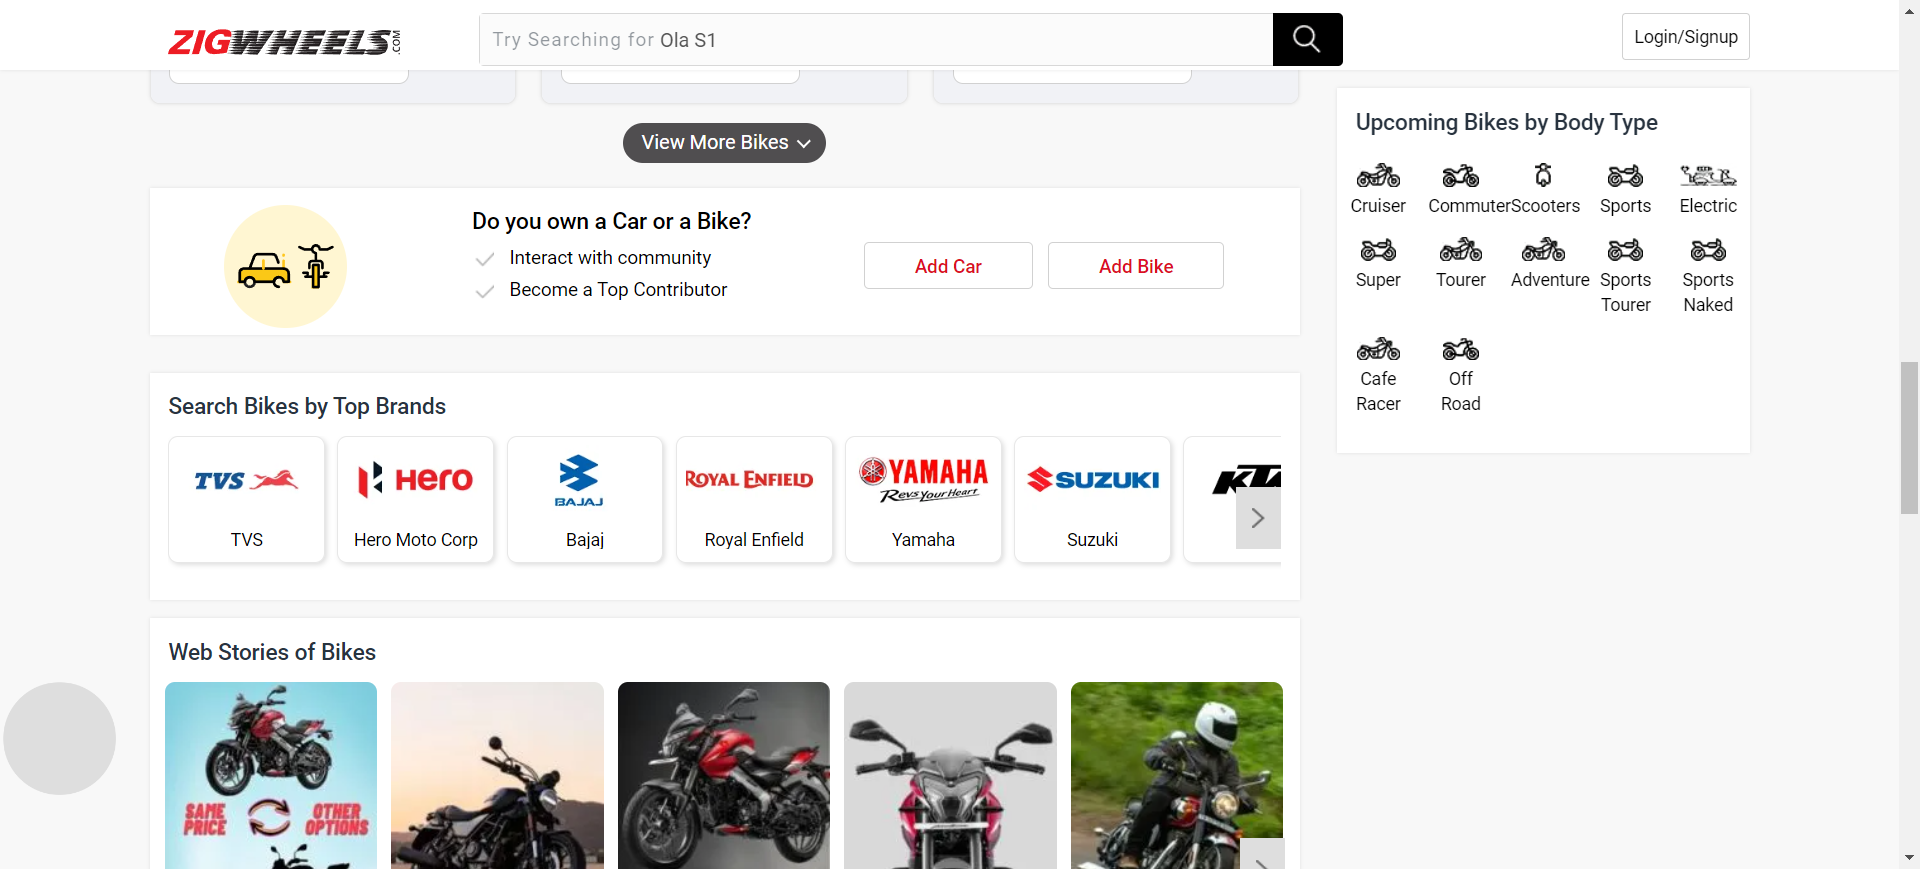 ZIGWHEELS.COM
Try Searching for Ola S1
Login/Signup
View More Bikes
Do you own a Car or a Bike?
Interact with community
Become a Top Contributor
Add Car
Add Bike
Upcoming Bikes by Body Type
Cruiser
Commuter
Scooters
Sports
Electric
Super
Tourer
Adventure
Sports
Tourer
Sports
Naked
Cafe
Racer
Off
Road
Search Bikes by Top Brands
TVS
TVS
Hero
Hero Moto Corp
BAJAJ
Bajaj
ROYAL ENFIELD
Royal Enfield
YAMAHA
Revs Your Heart
Yamaha
SUZUKI
Suzuki
KTM
Web Stories of Bikes
SAME
PRICE
OTHER
OPTIONS